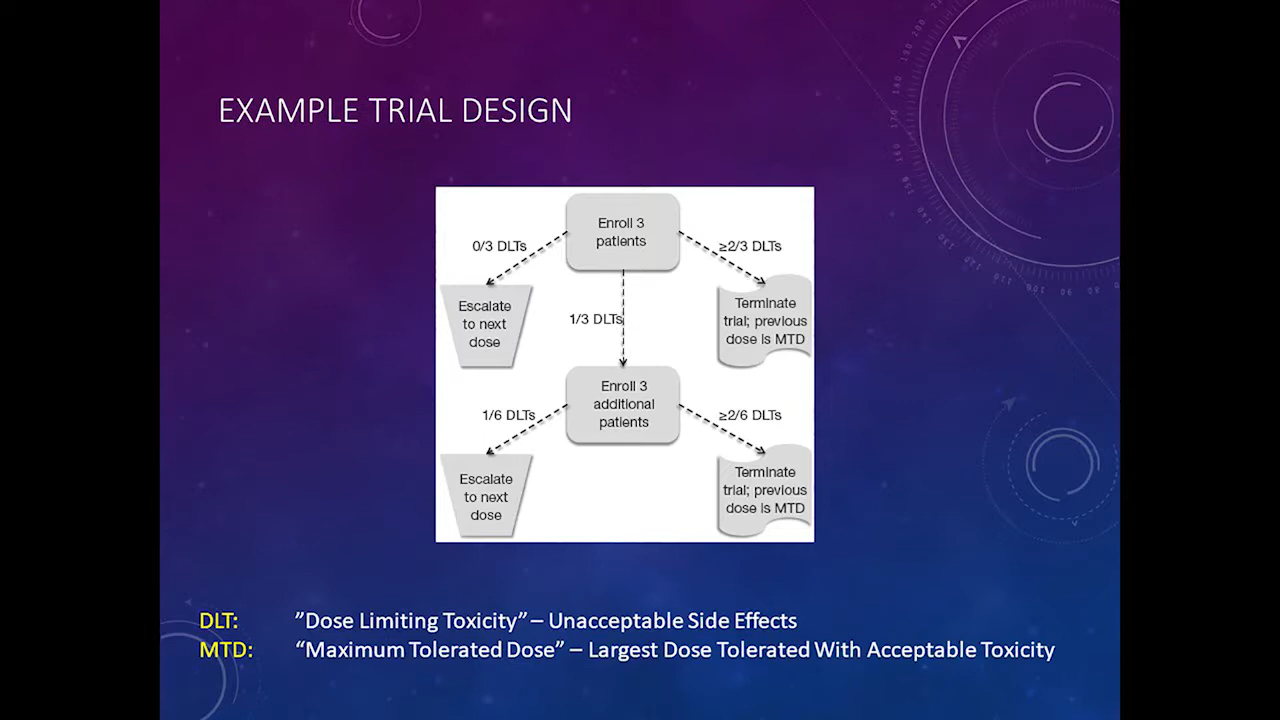 EXAMPLE TRIAL DESIGN
Enroll 3
patients
0/3 DLTs
≥2/3 DLTs
Escalate
to next
dose
1/3 DLTs
Terminate
trial; previous
dose is MTD
Enroll 3
additional
patients
1/6 DLTs
≥2/6 DLTs
Escalate
to next
dose
Terminate
trial; previous
dose is MTD
DLT: ”Dose Limiting Toxicity” – Unacceptable Side Effects
MTD: “Maximum Tolerated Dose” – Largest Dose Tolerated With Acceptable Toxicity